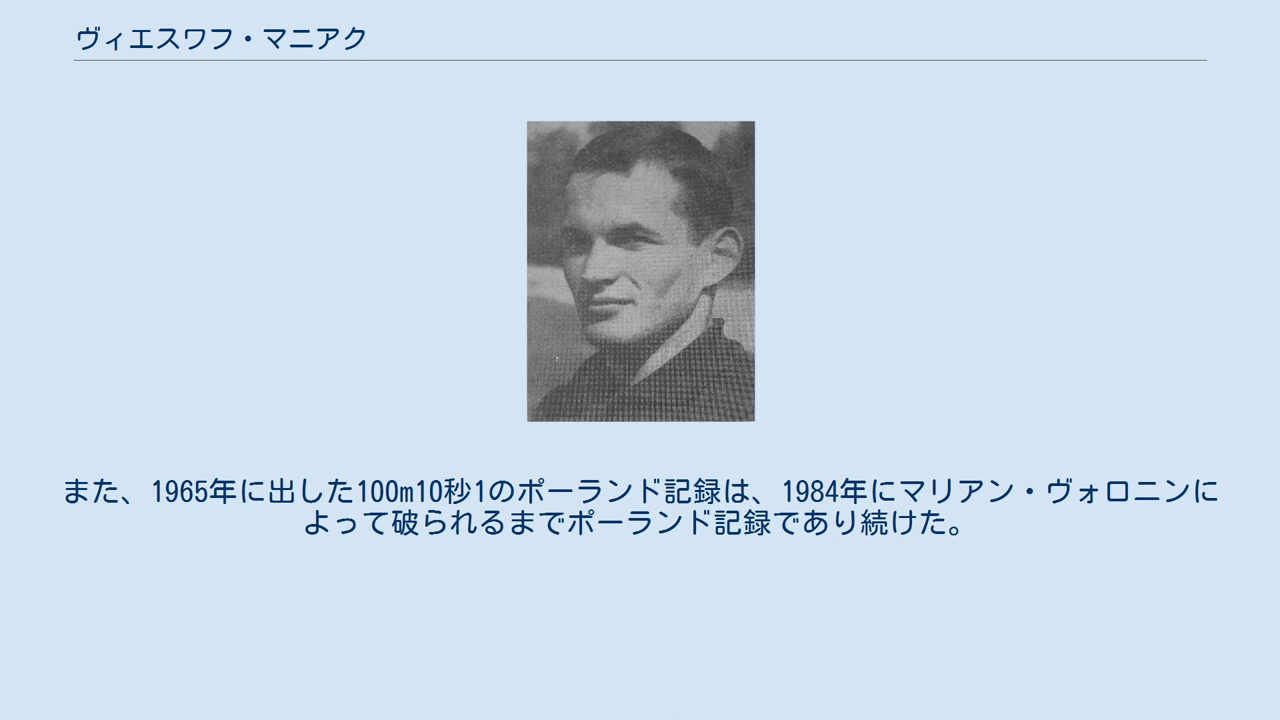 ヴィエスワフ・マニアク
また、1965年に出した100m10秒1のポーランド記録は、1984年にマリアン・ヴォロニンに
よって破られるまでポーランド記録であり続けた。